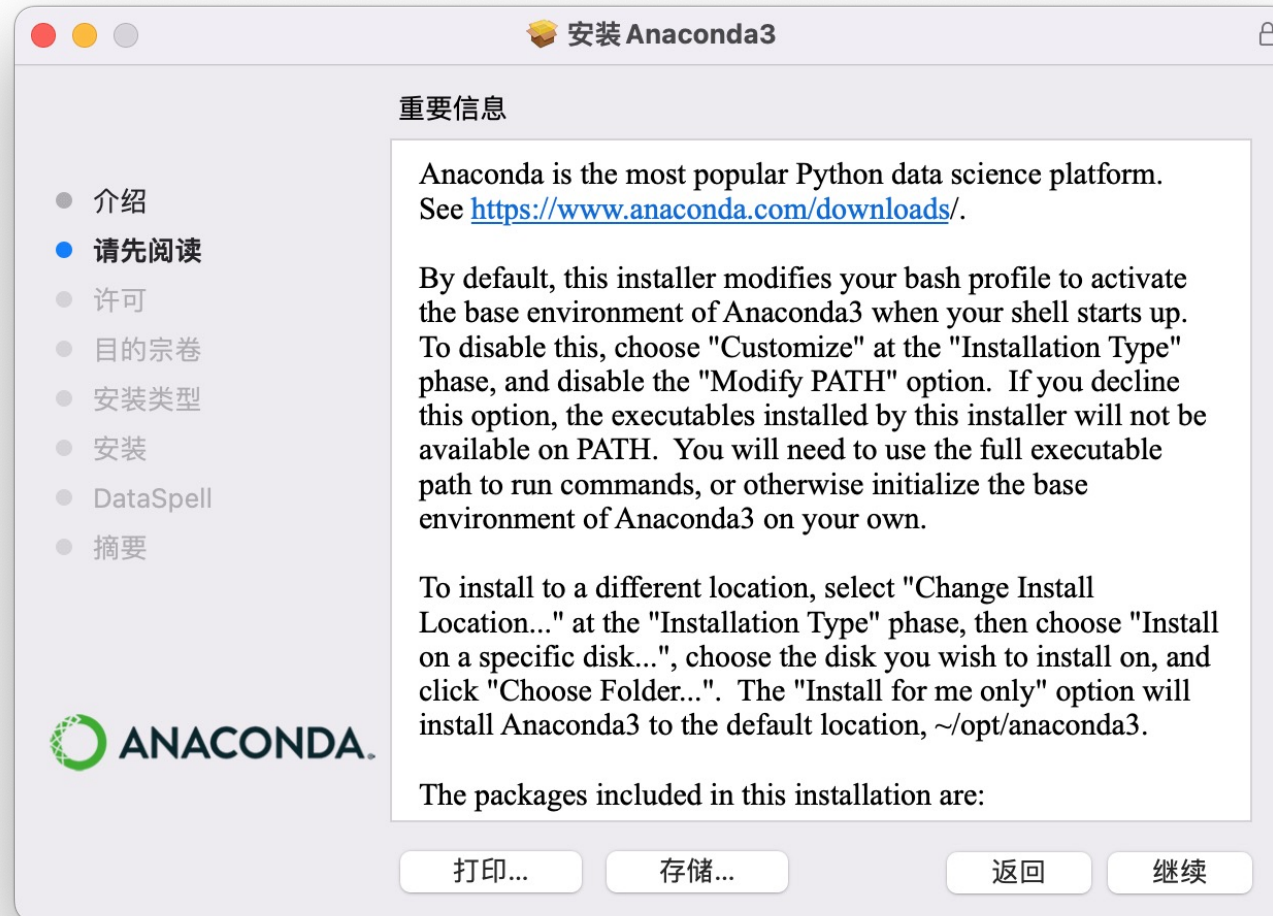 安装 Anaconda3
重要信息
介绍
请先阅读
许可
目的宗卷
安装类型
安装
DataSpell
摘要
ANACONDA.
Anaconda is the most popular Python data science platform.
See https://www.anaconda.com/downloads/.
By default, this installer modifies your bash profile to activate
the base environment of Anaconda3 when your shell starts up.
To disable this, choose "Customize" at the "Installation Type"
phase, and disable the "Modify PATH" option.  If you decline
this option, the executables installed by this installer will not be
available on PATH.  You will need to use the full executable
path to run commands, or otherwise initialize the base
environment of Anaconda3 on your own.
To install to a different location, select "Change Install
Location..." at the "Installation Type" phase, then choose "Install
on a specific disk...", choose the disk you wish to install on, and
click "Choose Folder...".  The "Install for me only" option will
install Anaconda3 to the default location, ~/opt/anaconda3.
The packages included in this installation are:
打印...
存储...
返回
继续